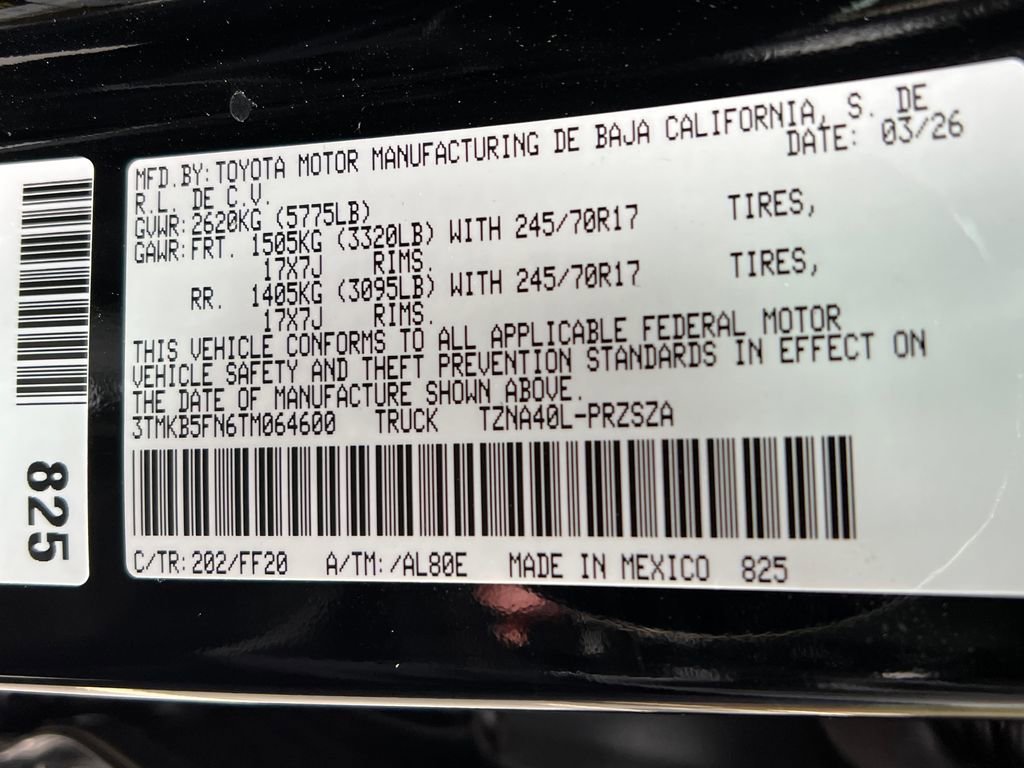 MFD.BY:TOYOTA MOTOR MANUFACTURING DE BAJA CALIFORNIA, S. DE
R.L. DE C.V. DATE: 03/26
GVWR:2620KG (5775LB)
GAWR:FRT. 1505KG (3320LB) WITH 245/70R17 TIRES,
17X7J RIMS.
RR. 1405KG (3095LB) WITH 245/70R17 TIRES,
17X7J RIMS.
THIS VEHICLE CONFORMS TO ALL APPLICABLE FEDERAL MOTOR
VEHICLE SAFETY AND THEFT PREVENTION STANDARDS IN EFFECT ON
THE DATE OF MANUFACTURE SHOWN ABOVE.
3TMKB5FN6TM064600 TRUCK TZNA40L-PRZSZA
C/TR:202/FF20 A/TM:/AL80E MADE IN MEXICO 825
825